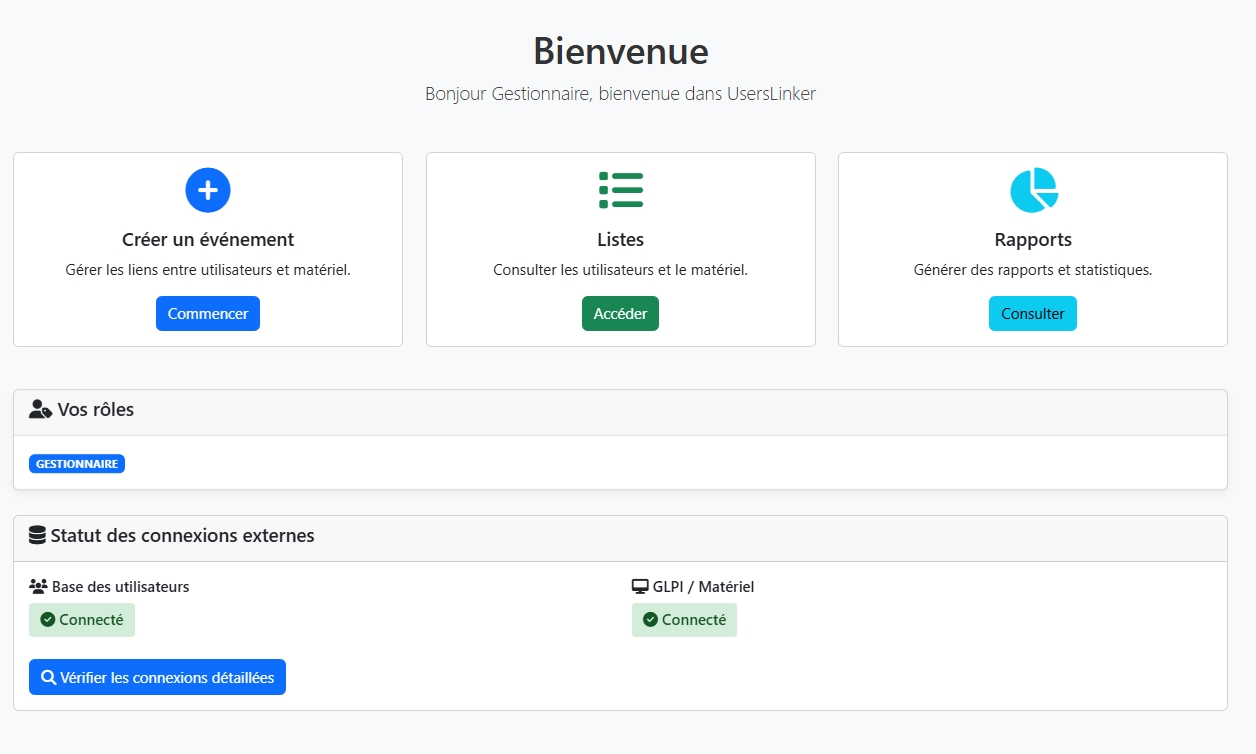 Bienvenue
Bonjour Gestionnaire, bienvenue dans UsersLinker
Créer un événement
Gérer les liens entre utilisateurs et matériel.
Commencer
Listes
Consulter les utilisateurs et le matériel.
Accéder
Rapports
Générer des rapports et statistiques.
Consulter
Vos rôles
GESTIONNAIRE
Statut des connexions externes
Base des utilisateurs
Connecté
GLPI / Matériel
Connecté
Vérifier les connexions détaillées